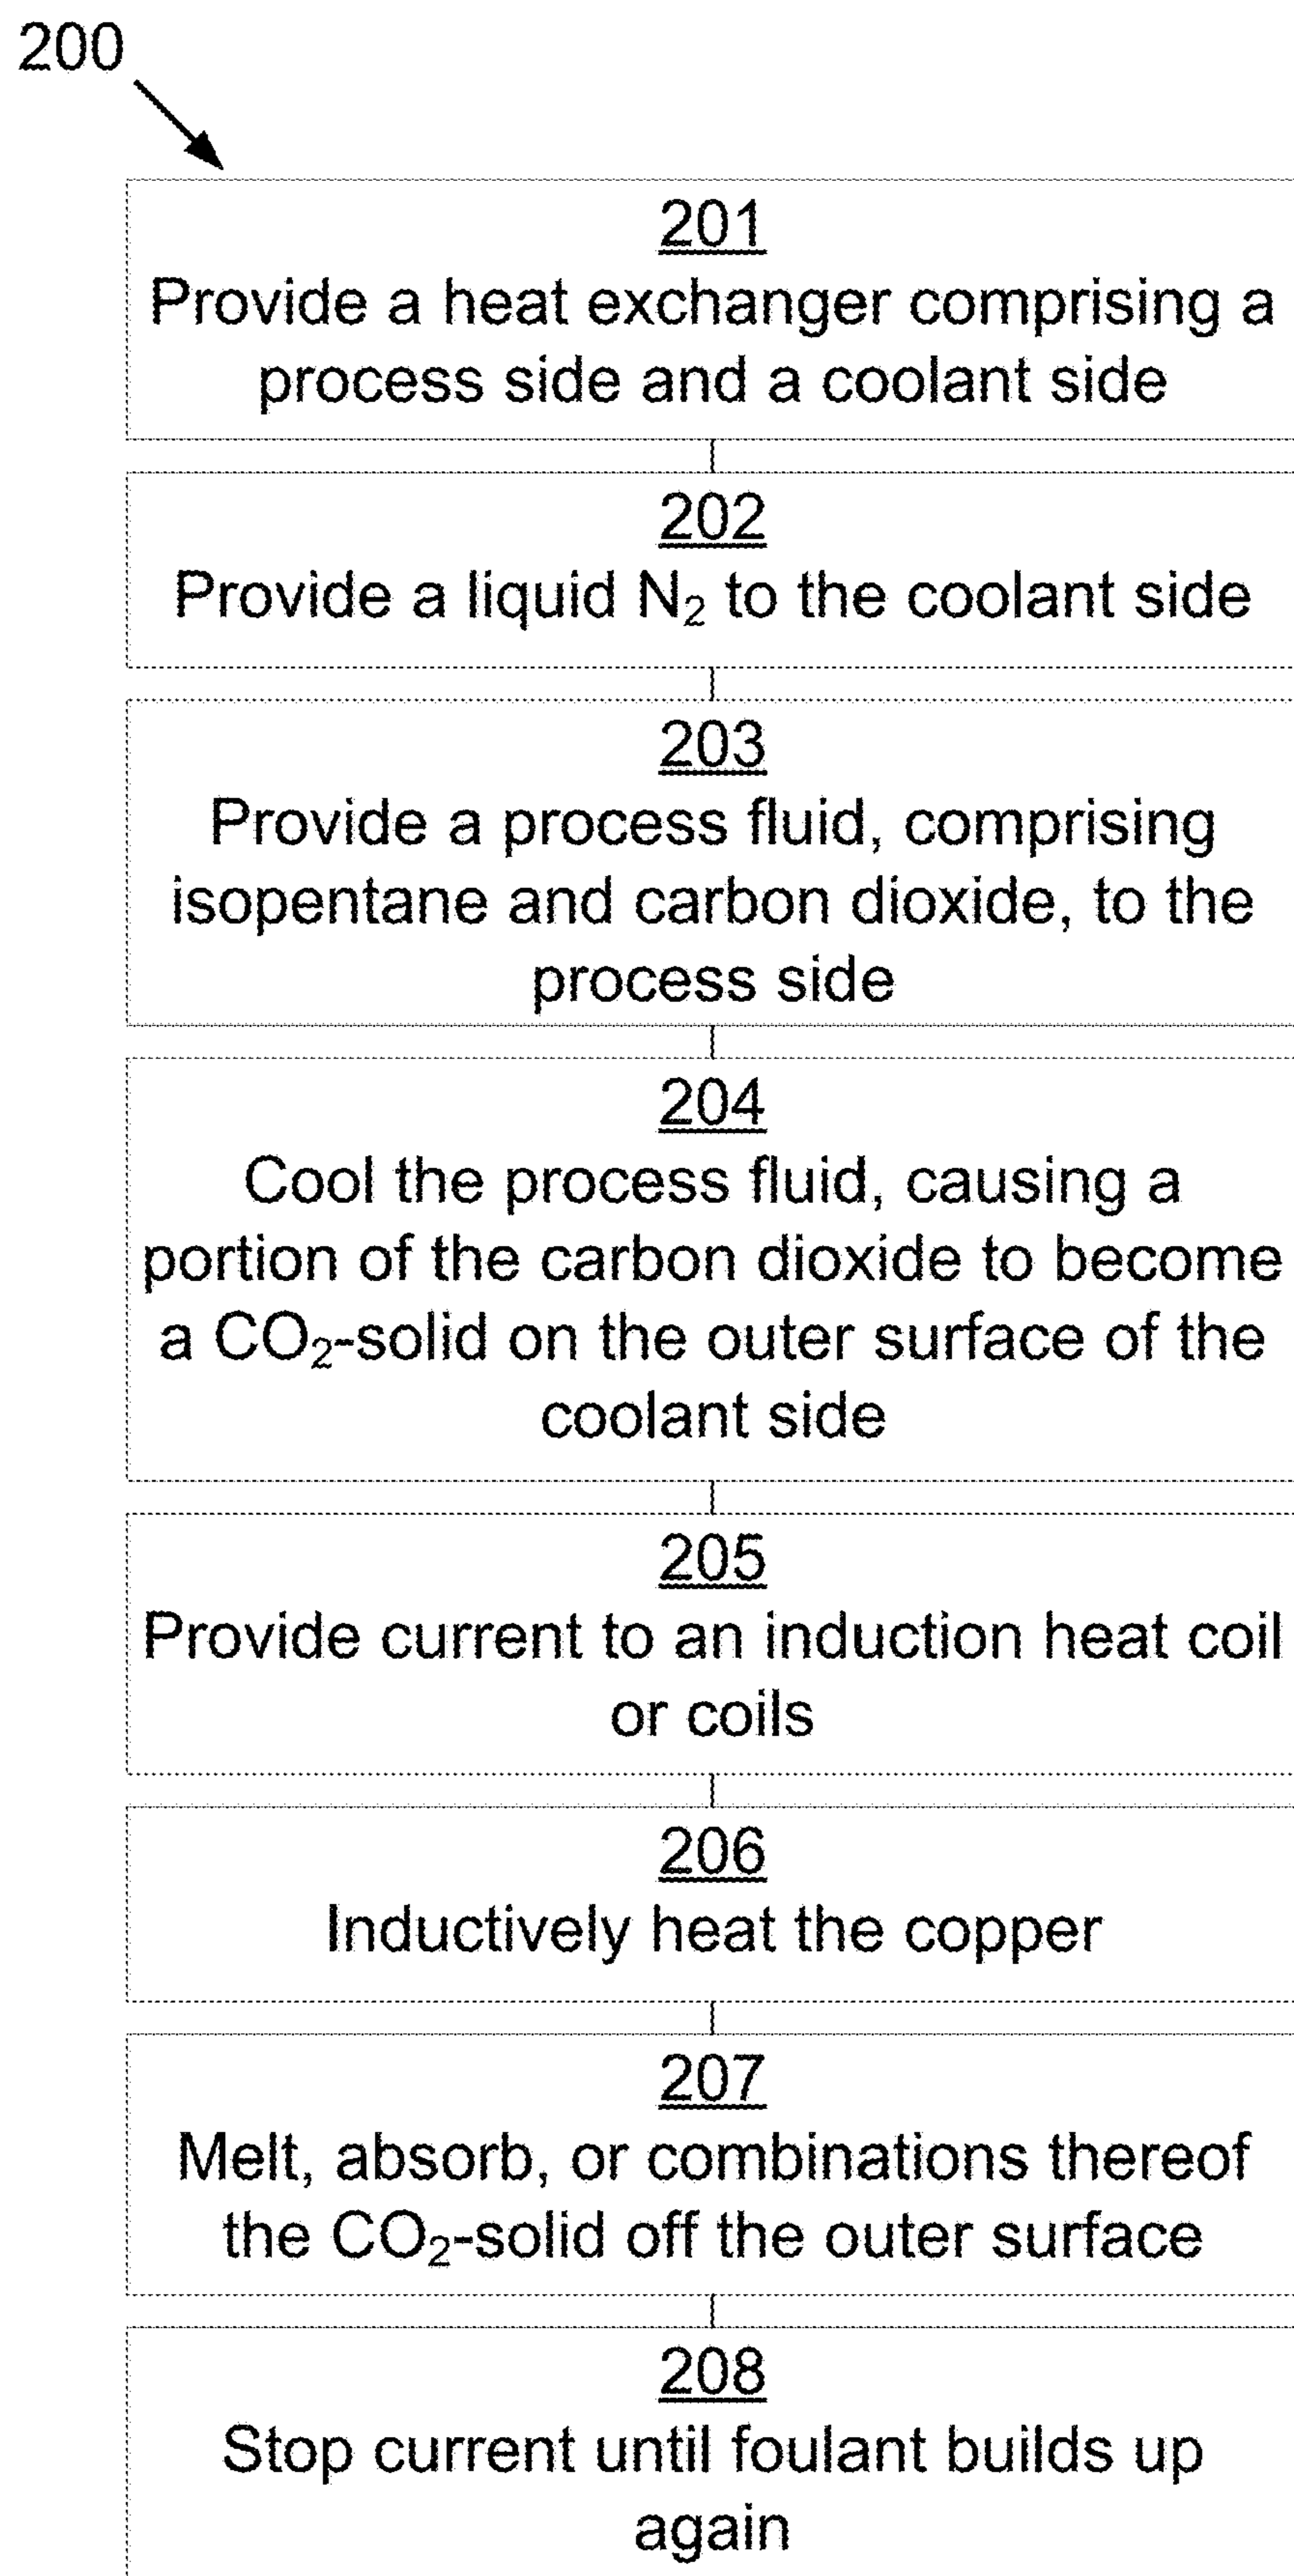 200
201
Provide a heat exchanger comprising a
process side and a coolant side
202
Provide a liquid N₂ to the coolant side
203
Provide a process fluid, comprising
isopentane and carbon dioxide, to the
process side
204
Cool the process fluid, causing a
portion of the carbon dioxide to become
a CO₂-solid on the outer surface of the
coolant side
205
Provide current to an induction heat coil
or coils
206
Inductively heat the copper
207
Melt, absorb, or combinations thereof
the CO₂-solid off the outer surface
208
Stop current until foulant builds up
again